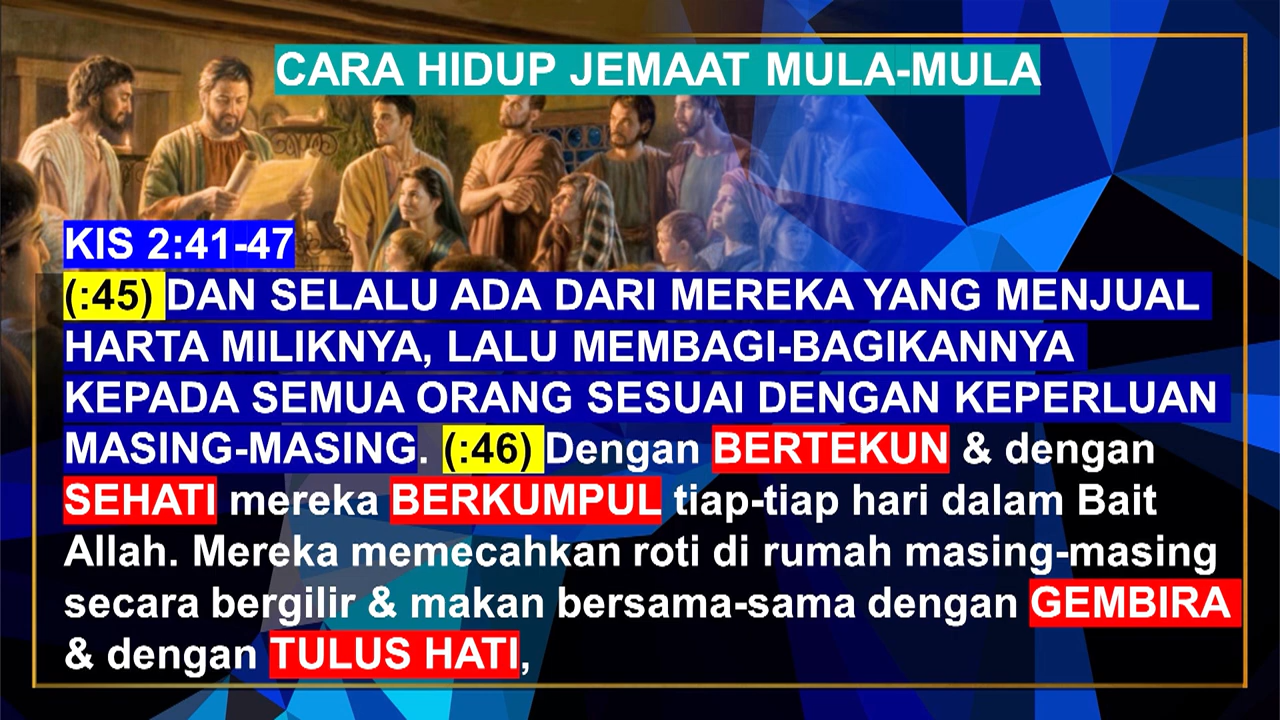 CARA HIDUP JEMAAT MULA-MULA
KIS 2:41-47
(:45) DAN SELALU ADA DARI MEREKA YANG MENJUAL
HARTA MILIKNYA, LALU MEMBAGI-BAGIKANNYA
KEPADA SEMUA ORANG SESUAI DENGAN KEPERLUAN
MASING-MASING. (:46) Dengan BERTEKUN & dengan
SEHATI mereka BERKUMPUL tiap-tiap hari dalam Bait
Allah. Mereka memecahkan roti di rumah masing-masing
secara bergilir & makan bersama-sama dengan GEMBIRA
& dengan TULUS HATI,